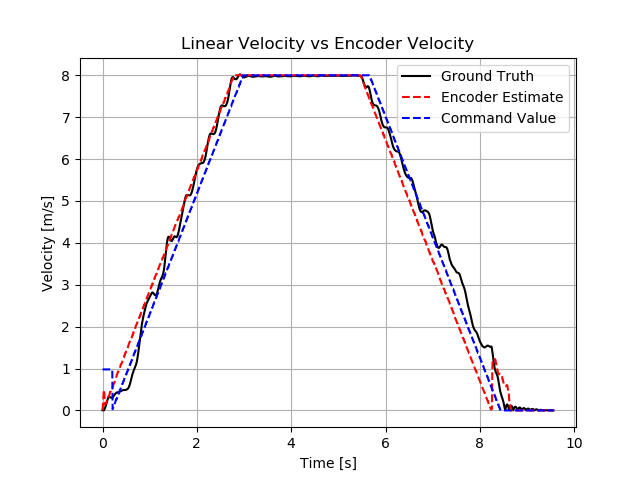 Linear Velocity vs Encoder Velocity
Ground Truth
Encoder Estimate
Command Value
Velocity [m/s]
8
7
6
5
4
3
2
1
0
0 2 4 6 8 10
Time [s]